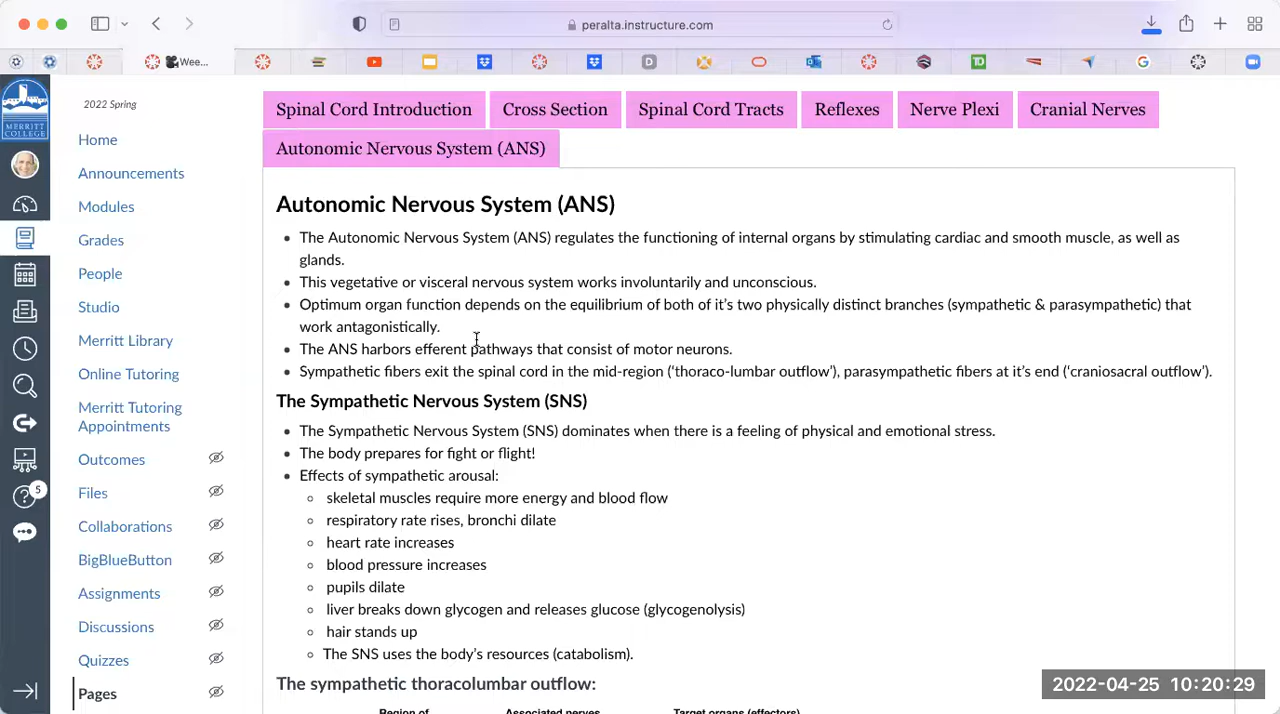 peralta.instructure.com
Wee...
MERRITT
COLLEGE
2022 Spring
Home
Announcements
Modules
Grades
People
Studio
Merritt Library
Online Tutoring
Merritt Tutoring
Appointments
Outcomes
Files
Collaborations
BigBlueButton
Assignments
Discussions
Quizzes
Pages
5
Spinal Cord Introduction
Cross Section
Spinal Cord Tracts
Reflexes
Nerve Plexi
Cranial Nerves
Autonomic Nervous System (ANS)
Autonomic Nervous System (ANS)
The Autonomic Nervous System (ANS) regulates the functioning of internal organs by stimulating cardiac and smooth muscle, as well as
glands.
This vegetative or visceral nervous system works involuntarily and unconscious.
Optimum organ function depends on the equilibrium of both of it’s two physically distinct branches (sympathetic & parasympathetic) that
work antagonistically.
The ANS harbors efferent pathways that consist of motor neurons.
Sympathetic fibers exit the spinal cord in the mid-region (‘thoraco-lumbar outflow’), parasympathetic fibers at it’s end (‘craniosacral outflow’).
The Sympathetic Nervous System (SNS)
The Sympathetic Nervous System (SNS) dominates when there is a feeling of physical and emotional stress.
The body prepares for fight or flight!
Effects of sympathetic arousal:
skeletal muscles require more energy and blood flow
respiratory rate rises, bronchi dilate
heart rate increases
blood pressure increases
pupils dilate
liver breaks down glycogen and releases glucose (glycogenolysis)
hair stands up
The SNS uses the body’s resources (catabolism).
The sympathetic thoracolumbar outflow:
Region of
Associated nerves
Target organs (effectors)
2022-04-25 10:20:29